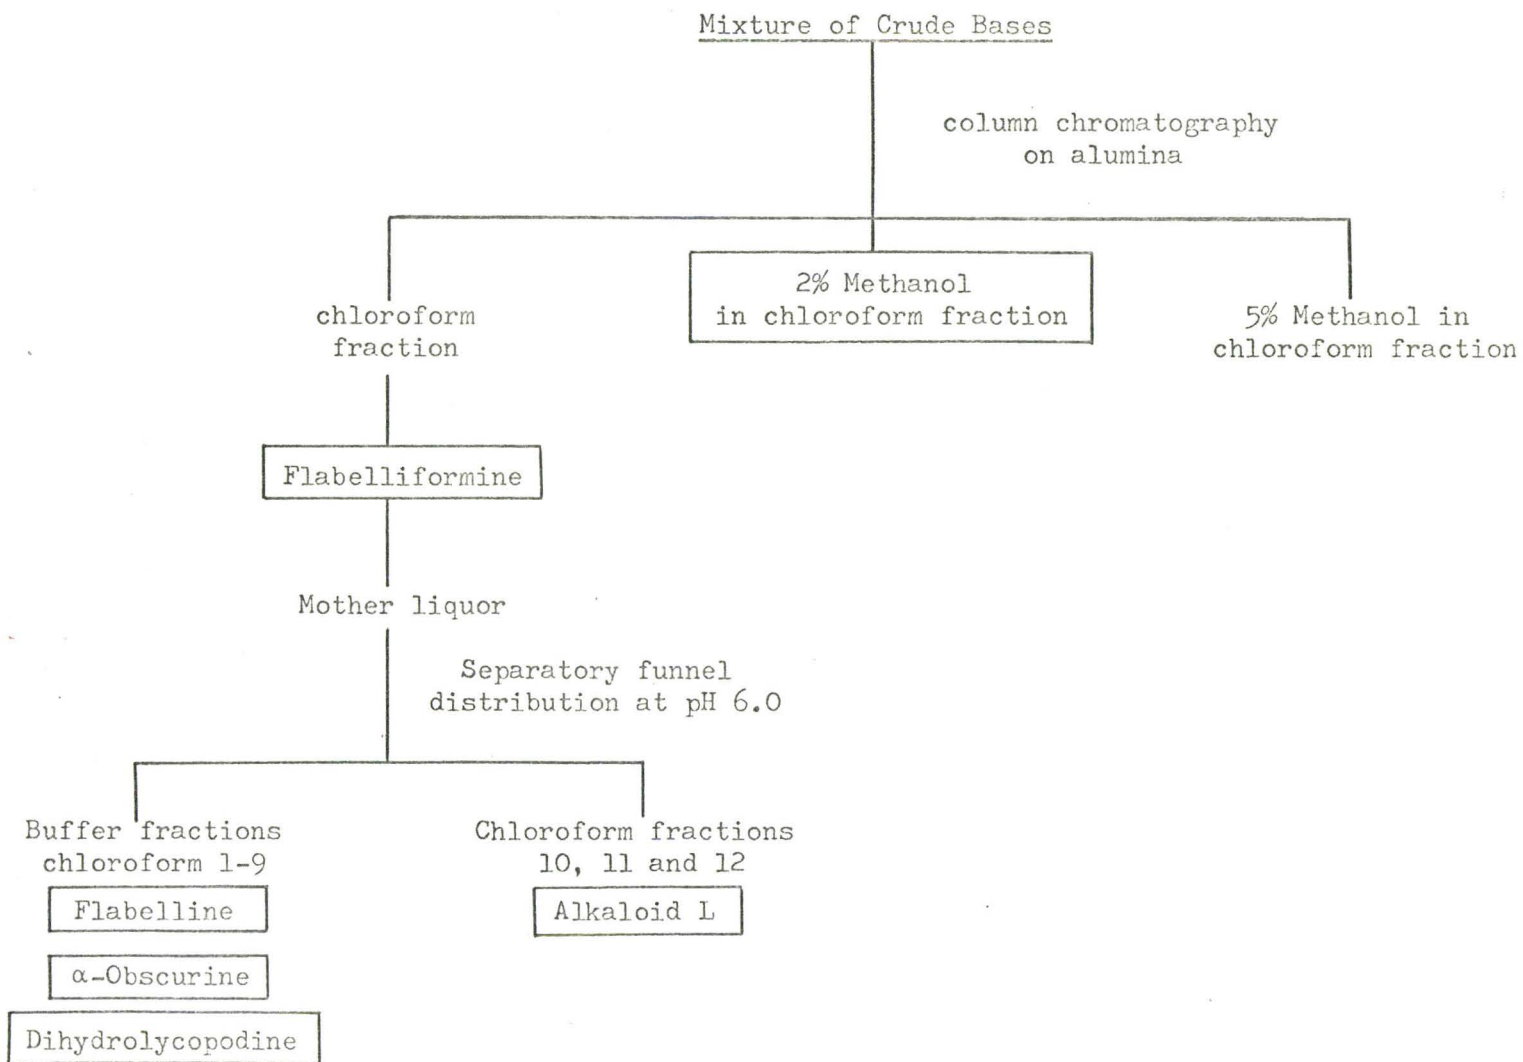 Mixture of Crude Bases
column chromatography
on alumina
chloroform
fraction
2% Methanol
in chloroform fraction
5% Methanol in
chloroform fraction
Flabelliformine
Mother liquor
Separatory funnel
distribution at pH 6.0
Buffer fractions
chloroform 1-9
Chloroform fractions
10, 11 and 12
Flabelline
Alkaloid L
α-Obscurine
Dihydrolycopodine